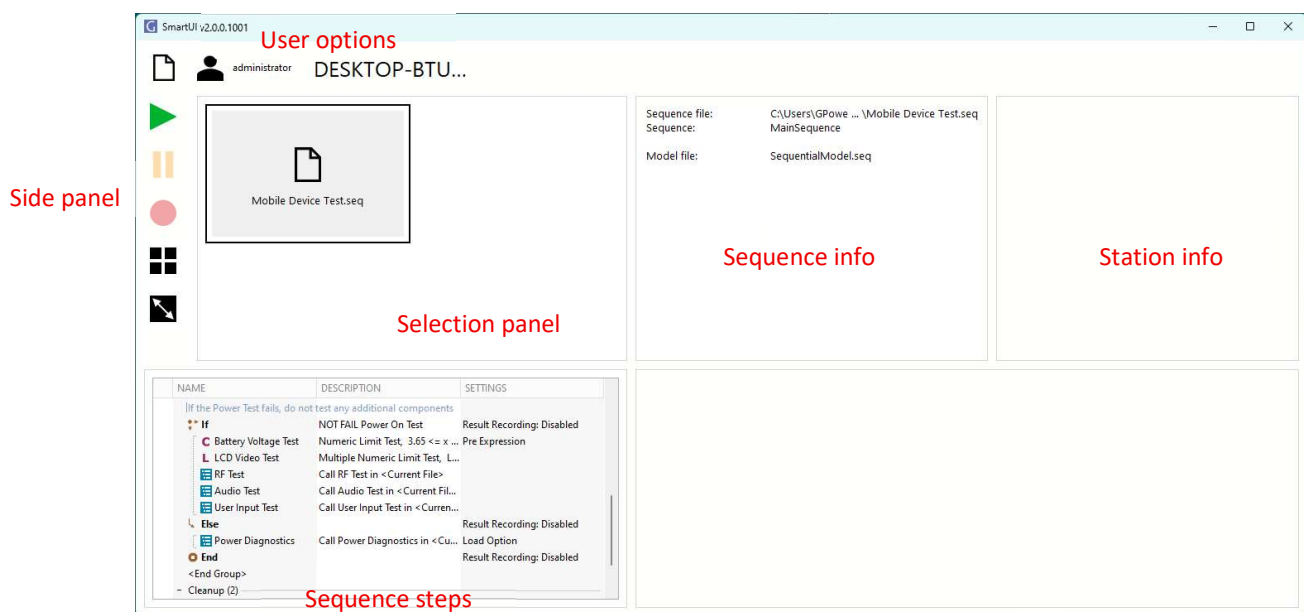 SmartUI v2.0.0.1001
User options
administrator DESKTOP-BTU...
Side panel
Mobile Device Test.seq
Selection panel
Sequence file: C:\Users\GPowe ... \Mobile Device Test.seq
Sequence: MainSequence
Model file: SequentialModel.seq
Sequence info
Station info
NAME DESCRIPTION SETTINGS
If the Power Test fails, do not test any additional components
If NOT FAIL Power On Test Result Recording: Disabled
C Battery Voltage Test Numeric Limit Test, 3.65 <= x ... Pre Expression
L LCD Video Test Multiple Numeric Limit Test, L...
RF Test Call RF Test in <Current File>
Audio Test Call Audio Test in <Current Fil...
User Input Test Call User Input Test in <Curren...
Else Result Recording: Disabled
Power Diagnostics Call Power Diagnostics in <Cu... Load Option
End Result Recording: Disabled
<End Group>
− Cleanup (2)
Sequence steps